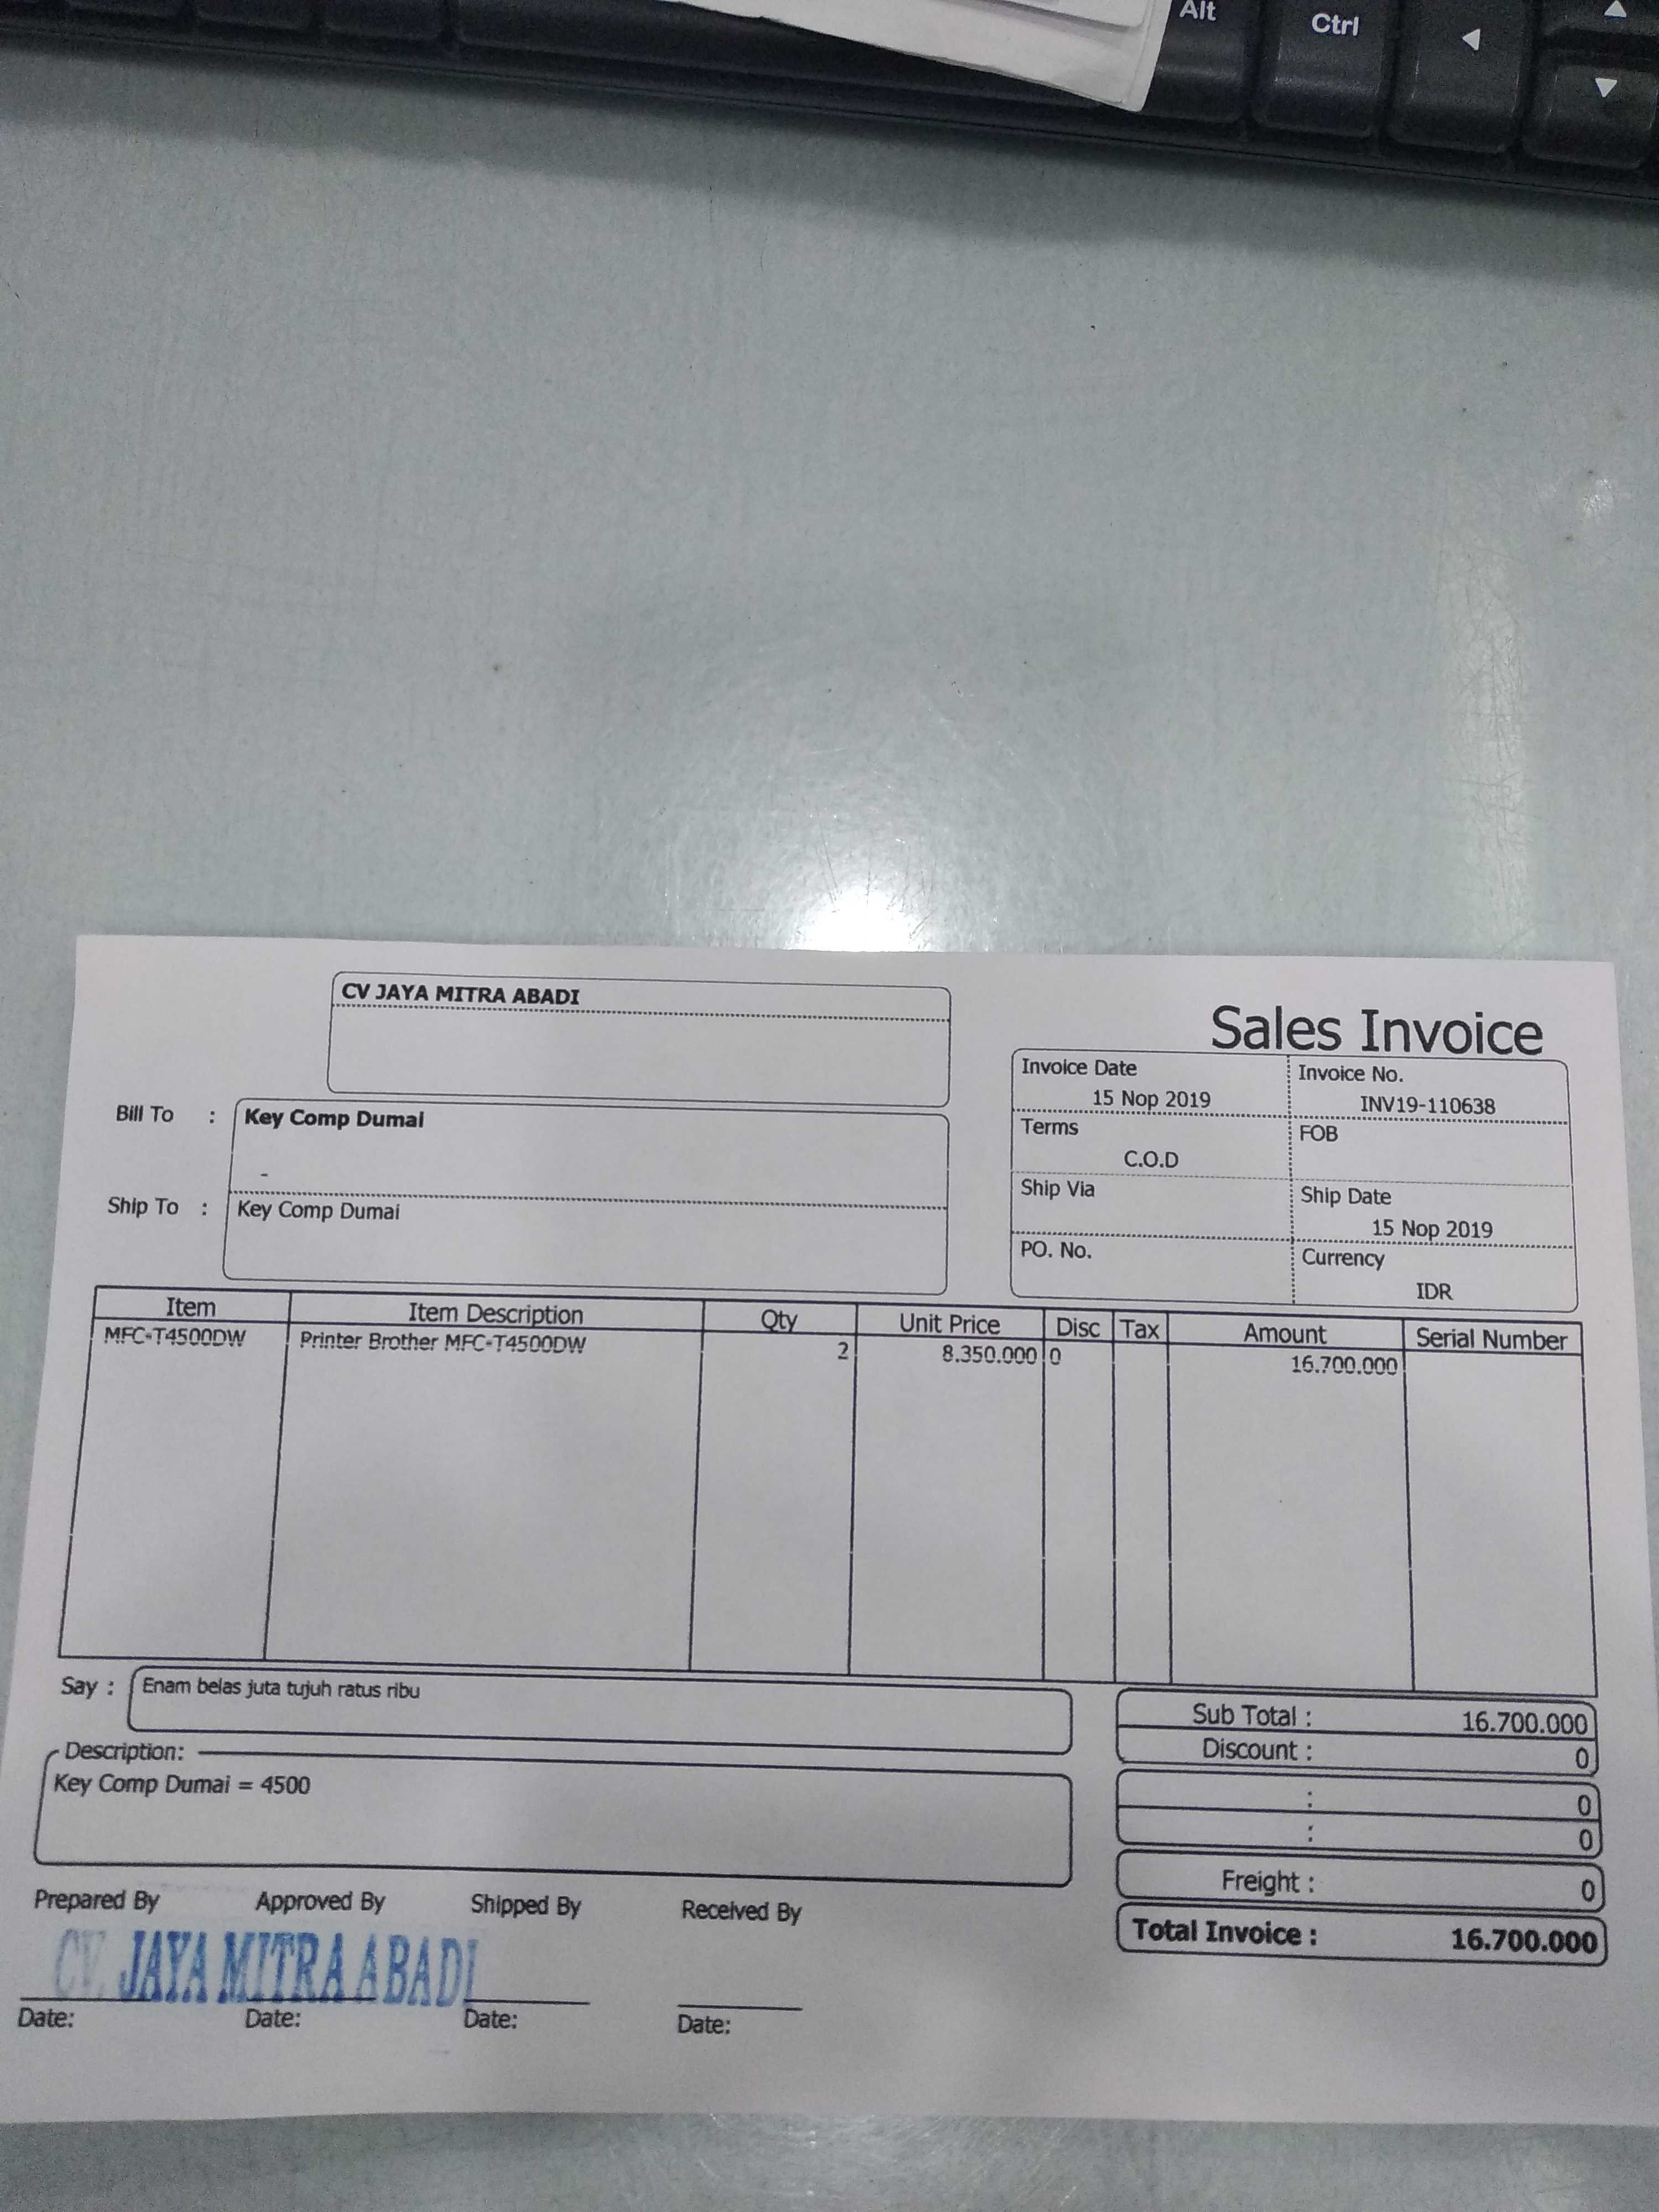 Alt
Ctrl
CV JAYA MITRA ABADI
Sales Invoice
Invoice Date
15 Nop 2019
Invoice No.
INV19-110638
Terms
C.O.D
FOB
Ship Via
Ship Date
15 Nop 2019
PO. No.
Currency
IDR
Bill To : Key Comp Dumai
-
Ship To : Key Comp Dumai
Item Item Description Qty Unit Price Disc Tax Amount Serial Number
MFC-T4500DW Printer Brother MFC-T4500DW 2 8.350.000 0 16.700.000
Say : Enam belas juta tujuh ratus ribu
Description:
Key Comp Dumai = 4500
Sub Total : 16.700.000
Discount : 0
: 0
: 0
Freight : 0
Total Invoice : 16.700.000
Prepared By Approved By Shipped By Received By
CV. JAYA MITRA ABADI
Date: Date: Date: Date: